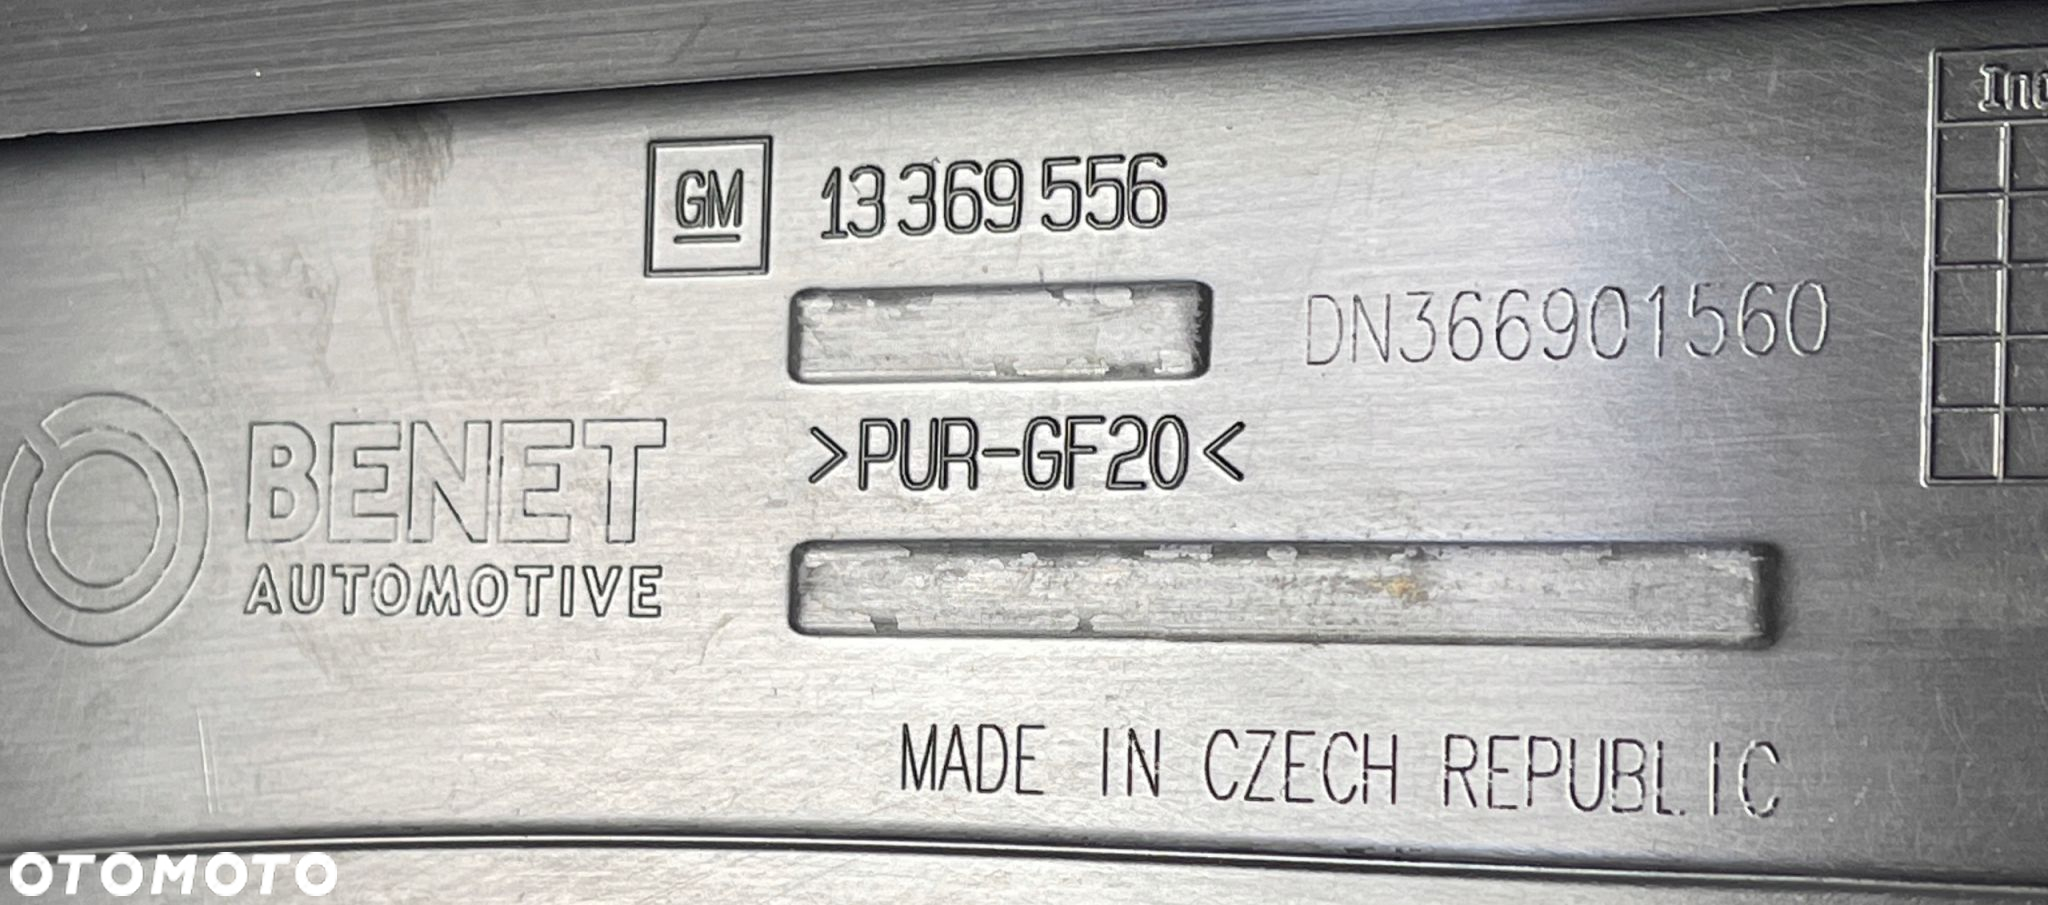 GM 13 369 556
DN366901560
>PUR-GF20<
BENET
AUTOMOTIVE
MADE IN CZECH REPUBLIC
OTOMOTO